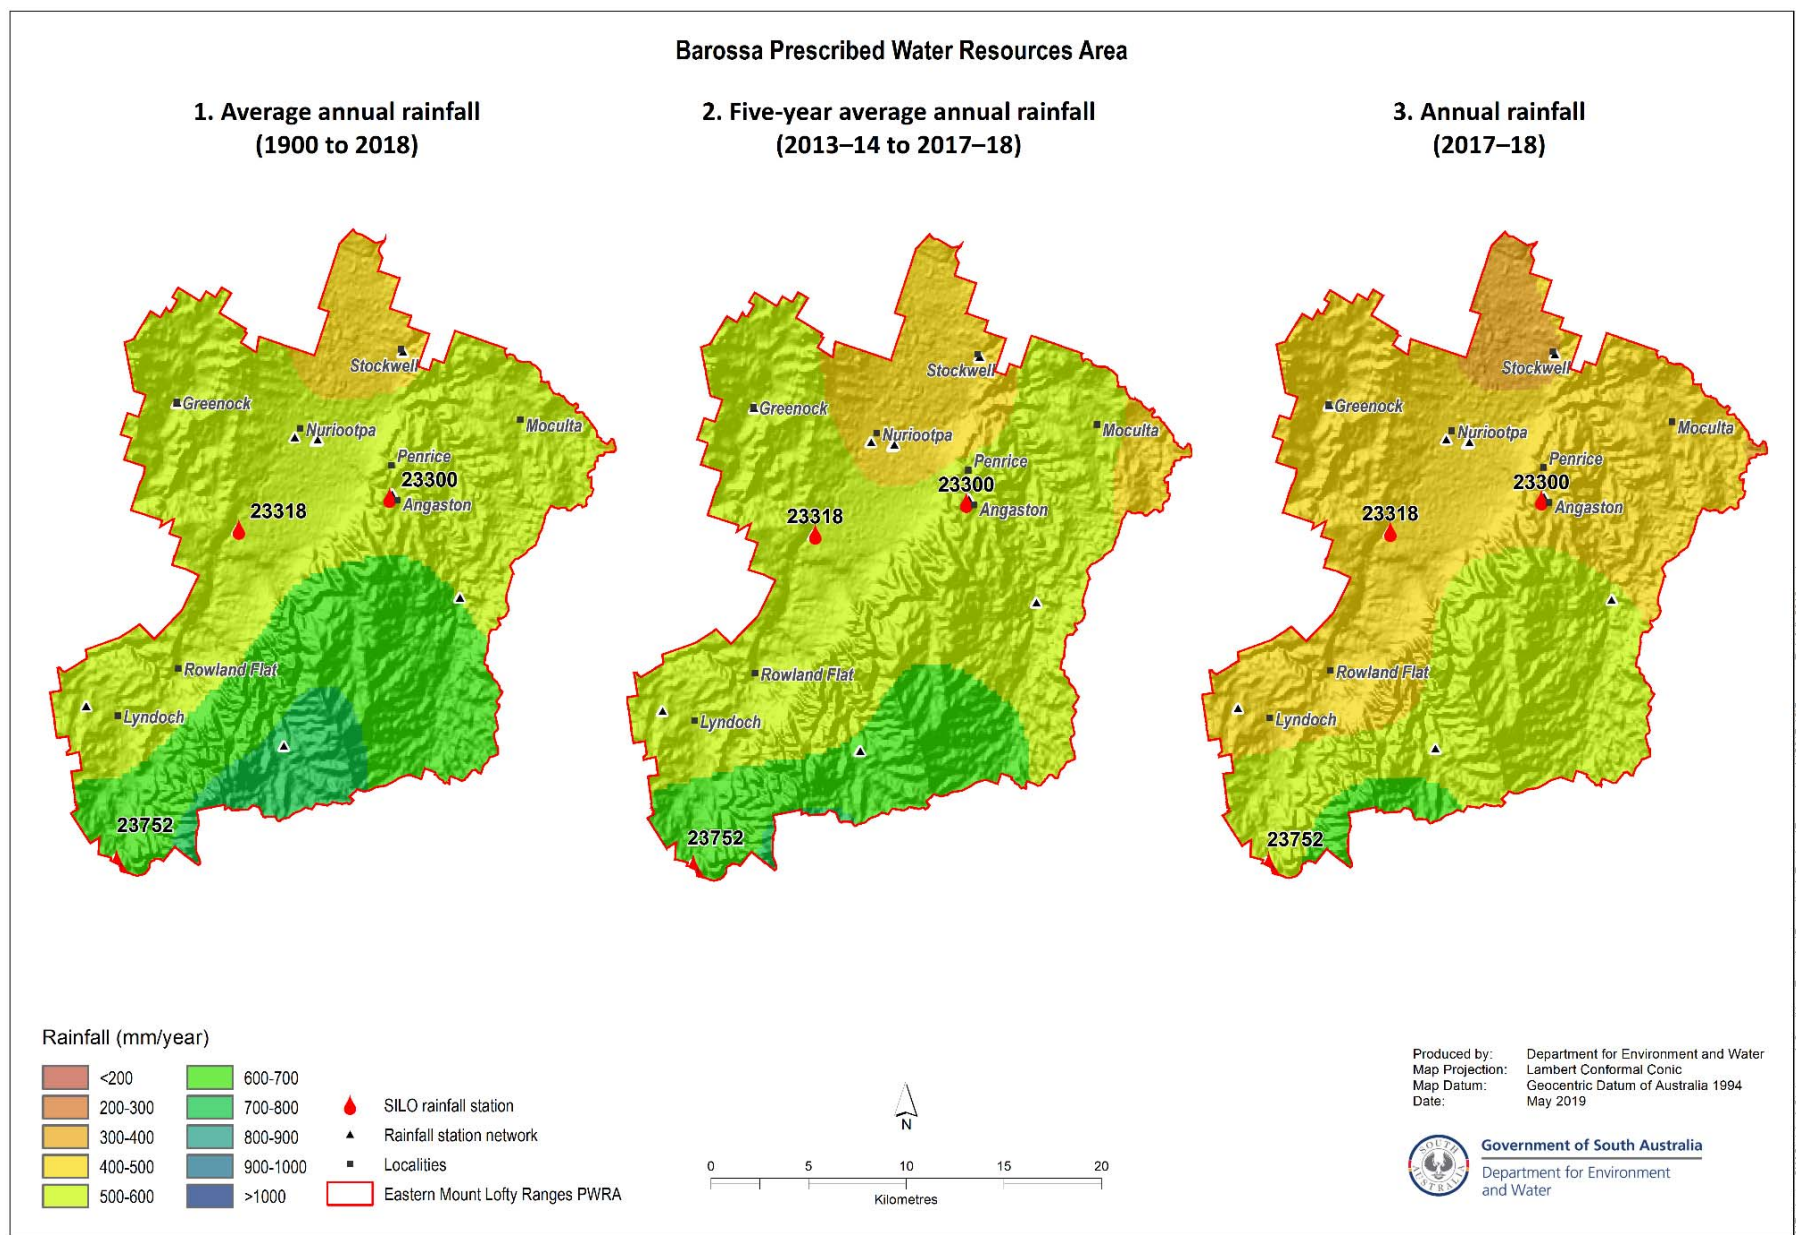 Barossa Prescribed Water Resources Area
1. Average annual rainfall
(1900 to 2018)
2. Five-year average annual rainfall
(2013–14 to 2017–18)
3. Annual rainfall
(2017–18)
Stockwell
Greenock
Nuriootpa
Moculta
Penrice
23300
Angaston
23318
Rowland Flat
Lyndoch
23752
Stockwell
Greenock
Nuriootpa
Moculta
Penrice
23300
Angaston
23318
Rowland Flat
Lyndoch
23752
Stockwell
Greenock
Nuriootpa
Moculta
Penrice
23300
Angaston
23318
Rowland Flat
Lyndoch
23752
Rainfall (mm/year)
<200
200-300
300-400
400-500
500-600
600-700
700-800
800-900
900-1000
>1000
SILO rainfall station
Rainfall station network
Localities
Eastern Mount Lofty Ranges PWRA
N
0 5 10 15 20
Kilometres
Produced by: Department for Environment and Water
Map Projection: Lambert Conformal Conic
Map Datum: Geocentric Datum of Australia 1994
Date: May 2019
SOUTH AUSTRALIA
Government of South Australia
Department for Environment
and Water